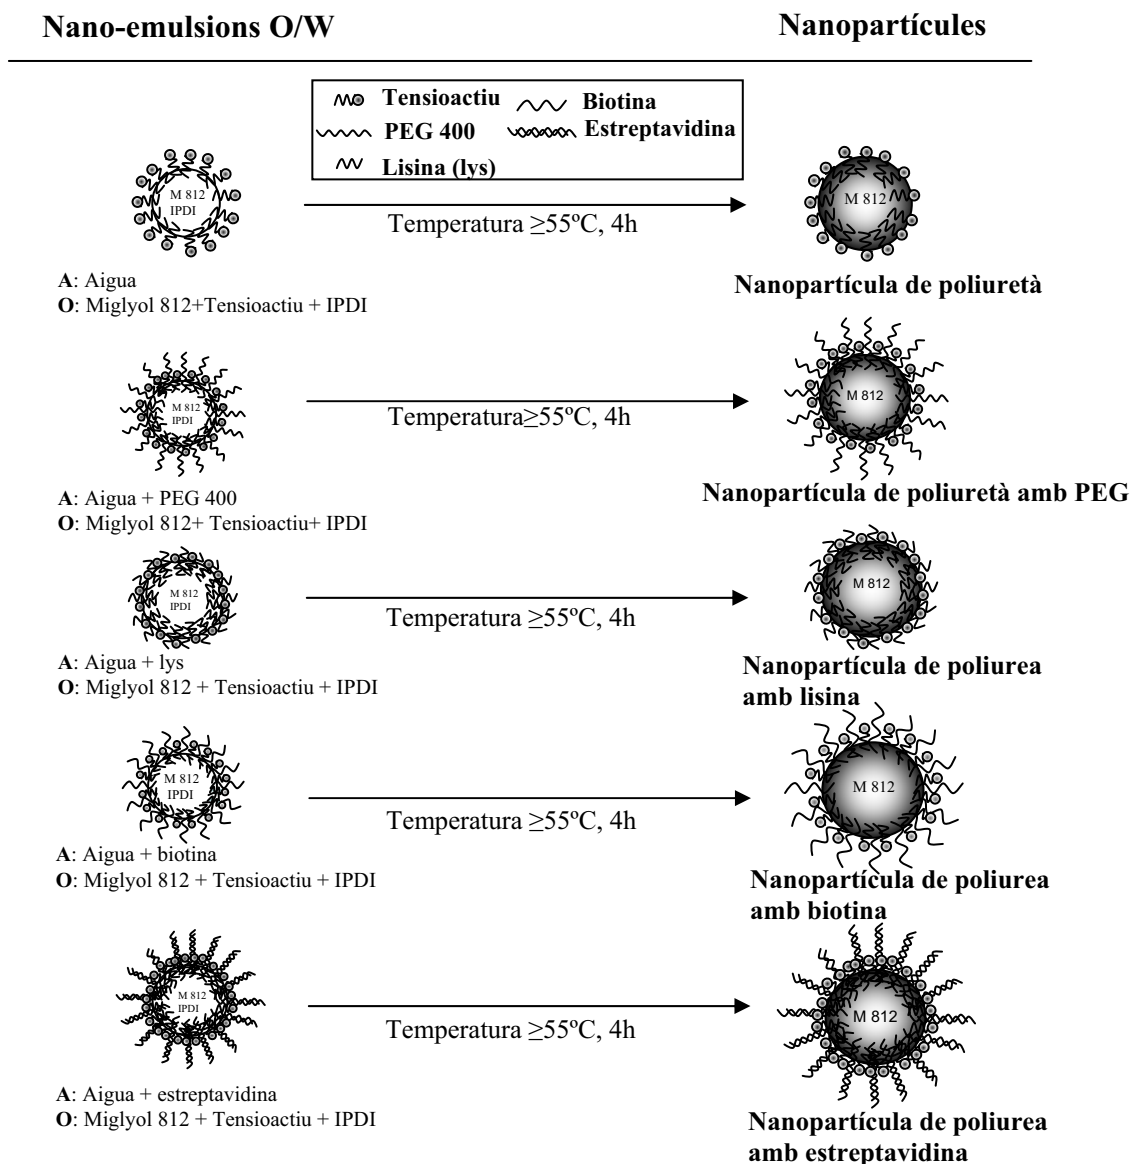 Nano-emulsions O/W
Nanopartícules
Tensioactiu
Biotina
PEG 400
Estreptavidina
Lisina (lys)
M 812
IPDI
Temperatura ≥55ºC, 4h
M 812
A: Aigua
O: Miglyol 812+Tensioactiu + IPDI
Nanopartícula de poliuretà
M 812
IPDI
Temperatura≥55ºC, 4h
M 812
A: Aigua + PEG 400
O: Miglyol 812+ Tensioactiu+ IPDI
Nanopartícula de poliuretà amb PEG
M 812
IPDI
Temperatura ≥55ºC, 4h
M 812
A: Aigua + lys
O: Miglyol 812 + Tensioactiu + IPDI
Nanopartícula de poliurea
amb lisina
M 812
IPDI
Temperatura ≥55ºC, 4h
M 812
A: Aigua + biotina
O: Miglyol 812 + Tensioactiu + IPDI
Nanopartícula de poliurea
amb biotina
M 812
IPDI
Temperatura ≥55ºC, 4h
M 812
A: Aigua + estreptavidina
O: Miglyol 812 + Tensioactiu + IPDI
Nanopartícula de poliurea
amb estreptavidina